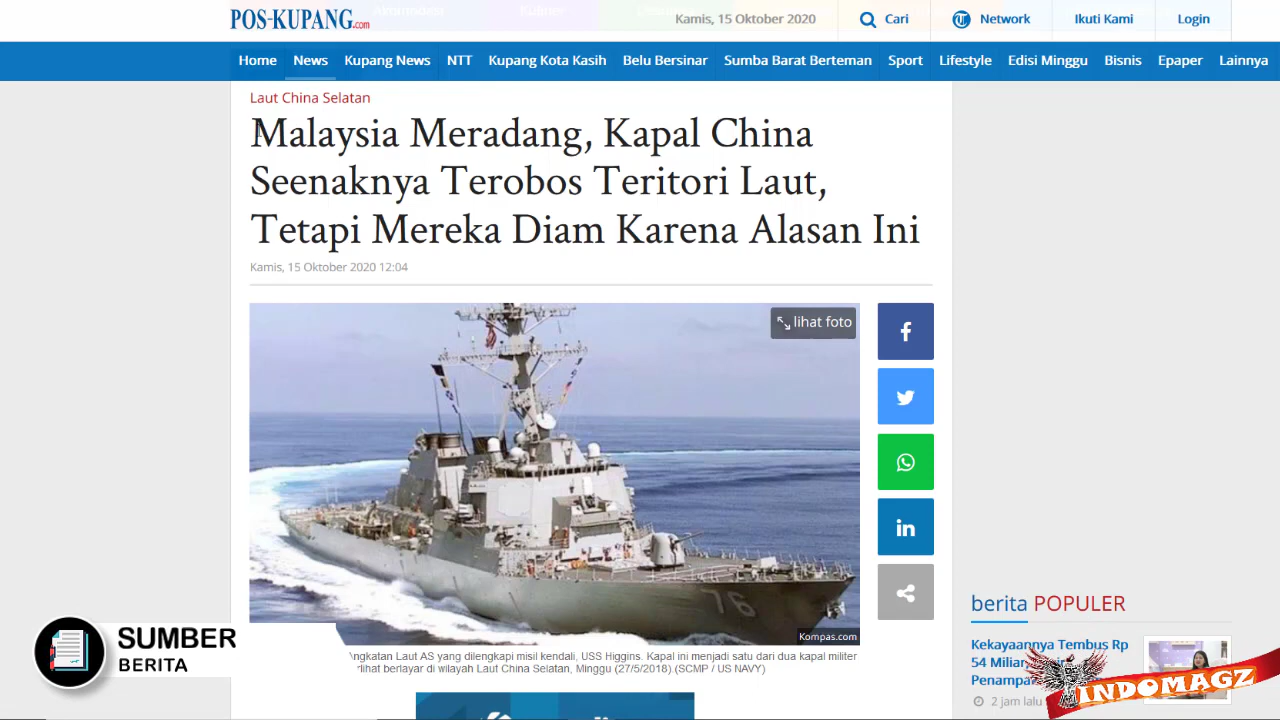 POS-KUPANG.com
Kamis, 15 Oktober 2020
Cari
Network
Ikuti Kami
Login
Home News Kupang News NTT Kupang Kota Kasih Belu Bersinar Sumba Barat Berteman Sport Lifestyle Edisi Minggu Bisnis Epaper Lainnya
Laut China Selatan
Malaysia Meradang, Kapal China
Seenaknya Terobos Teritori Laut,
Tetapi Mereka Diam Karena Alasan Ini
Kamis, 15 Oktober 2020 12:04
lihat foto
76
Kompas.com
ngkatan Laut AS yang dilengkapi misil kendali, USS Higgins. Kapal ini menjadi satu dari dua kapal militer
rlihat berlayar di wilayah Laut China Selatan, Minggu (27/5/2018).(SCMP / US NAVY)
SUMBER
BERITA
berita POPULER
Kekayaannya Tembus Rp
54 Miliar
Penampa
2 jam lalu
INDOMAGZ